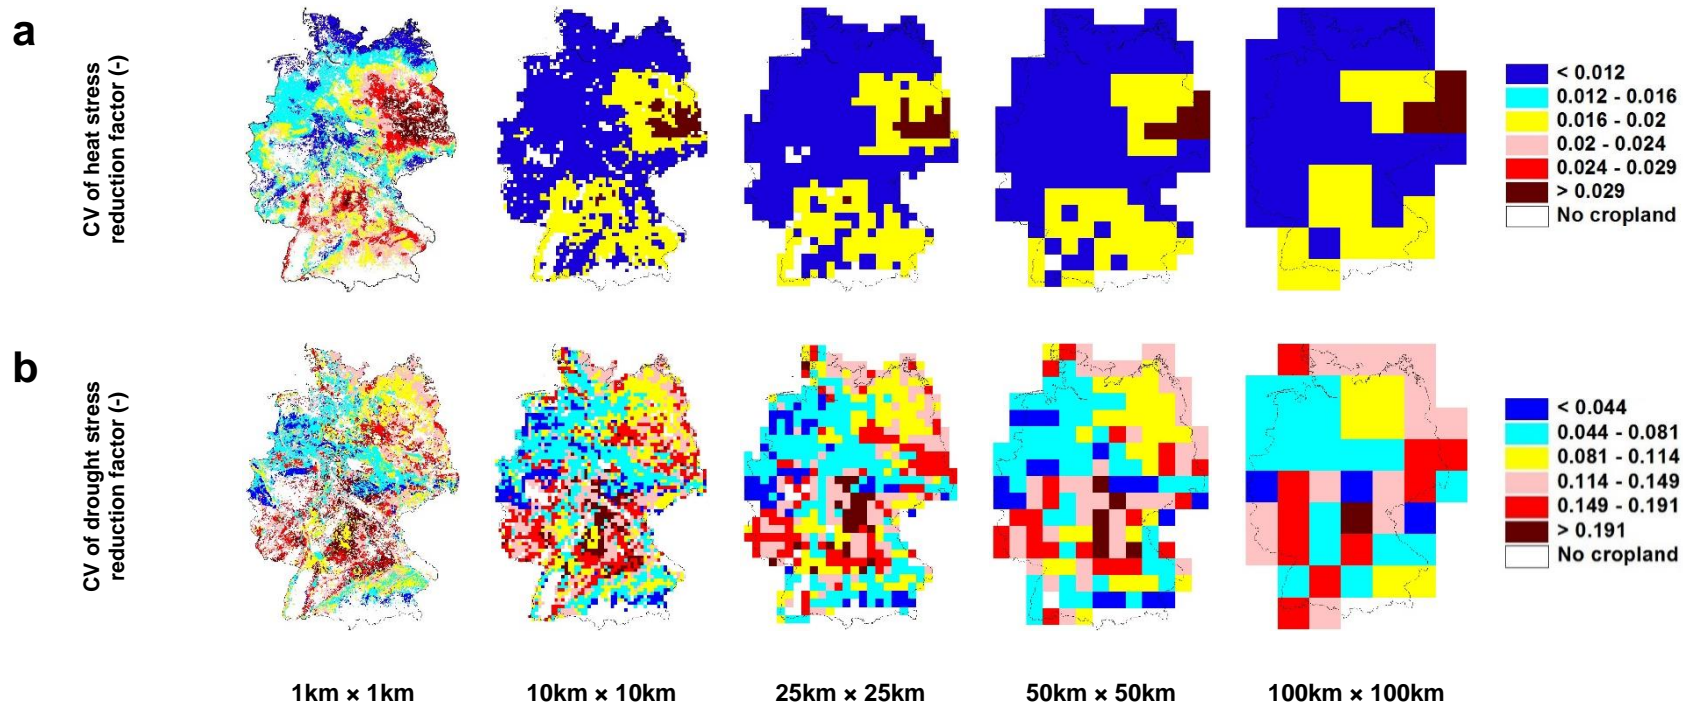 a
CV of heat stress
reduction factor (-)
< 0.012
0.012 - 0.016
0.016 - 0.02
0.02 - 0.024
0.024 - 0.029
> 0.029
No cropland
b
CV of drought stress
reduction factor (-)
< 0.044
0.044 - 0.081
0.081 - 0.114
0.114 - 0.149
0.149 - 0.191
> 0.191
No cropland
1km × 1km
10km × 10km
25km × 25km
50km × 50km
100km × 100km